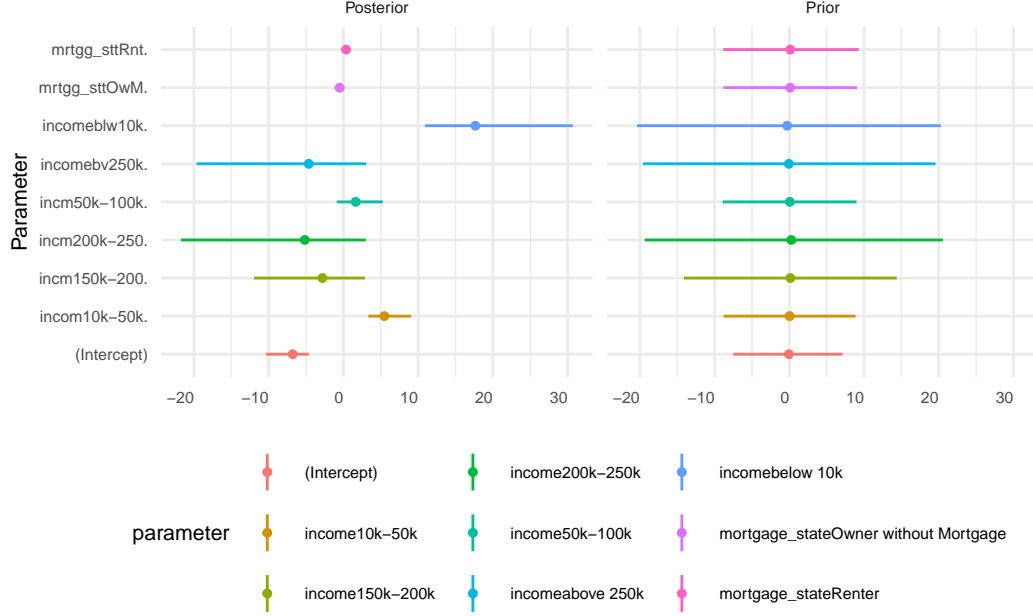 Posterior Prior
Parameter
mrtgg_sttRnt.
mrtgg_sttOwM.
incomeblw10k.
incomebv250k.
incm50k−100k.
incm200k−250.
incm150k−200.
incom10k−50k.
(Intercept)
−20 −10 0 10 20 30 −20 −10 0 10 20 30
(Intercept) income200k−250k incomebelow 10k
parameter income10k−50k income50k−100k mortgage_stateOwner without Mortgage
income150k−200k incomeabove 250k mortgage_stateRenter